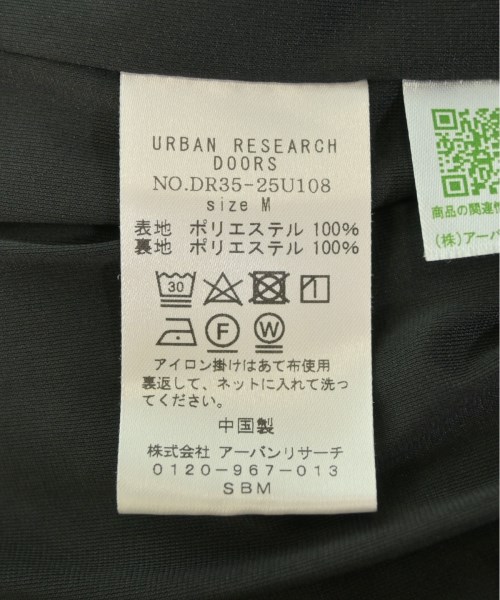 URBAN RESEARCH
DOORS
NO.DR35-25U108
size M
表地 ポリエステル 100%
裏地 ポリエステル 100%
30
F W
アイロン掛けはあて布使用
裏返して、ネットに入れて洗っ
てください。
中国製
株式会社 アーバンリサーチ
0120-967-013
SBM
商品の関連情
(株)アーバン